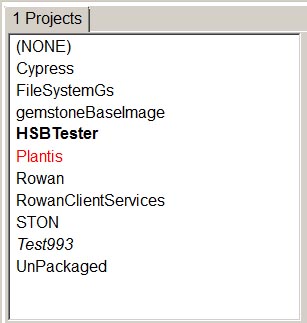 1 Projects
(NONE)
Cypress
FileSystemGs
gemstoneBaseImage
HSBTester
Plantis
Rowan
RowanClientServices
STON
Test993
UnPackaged